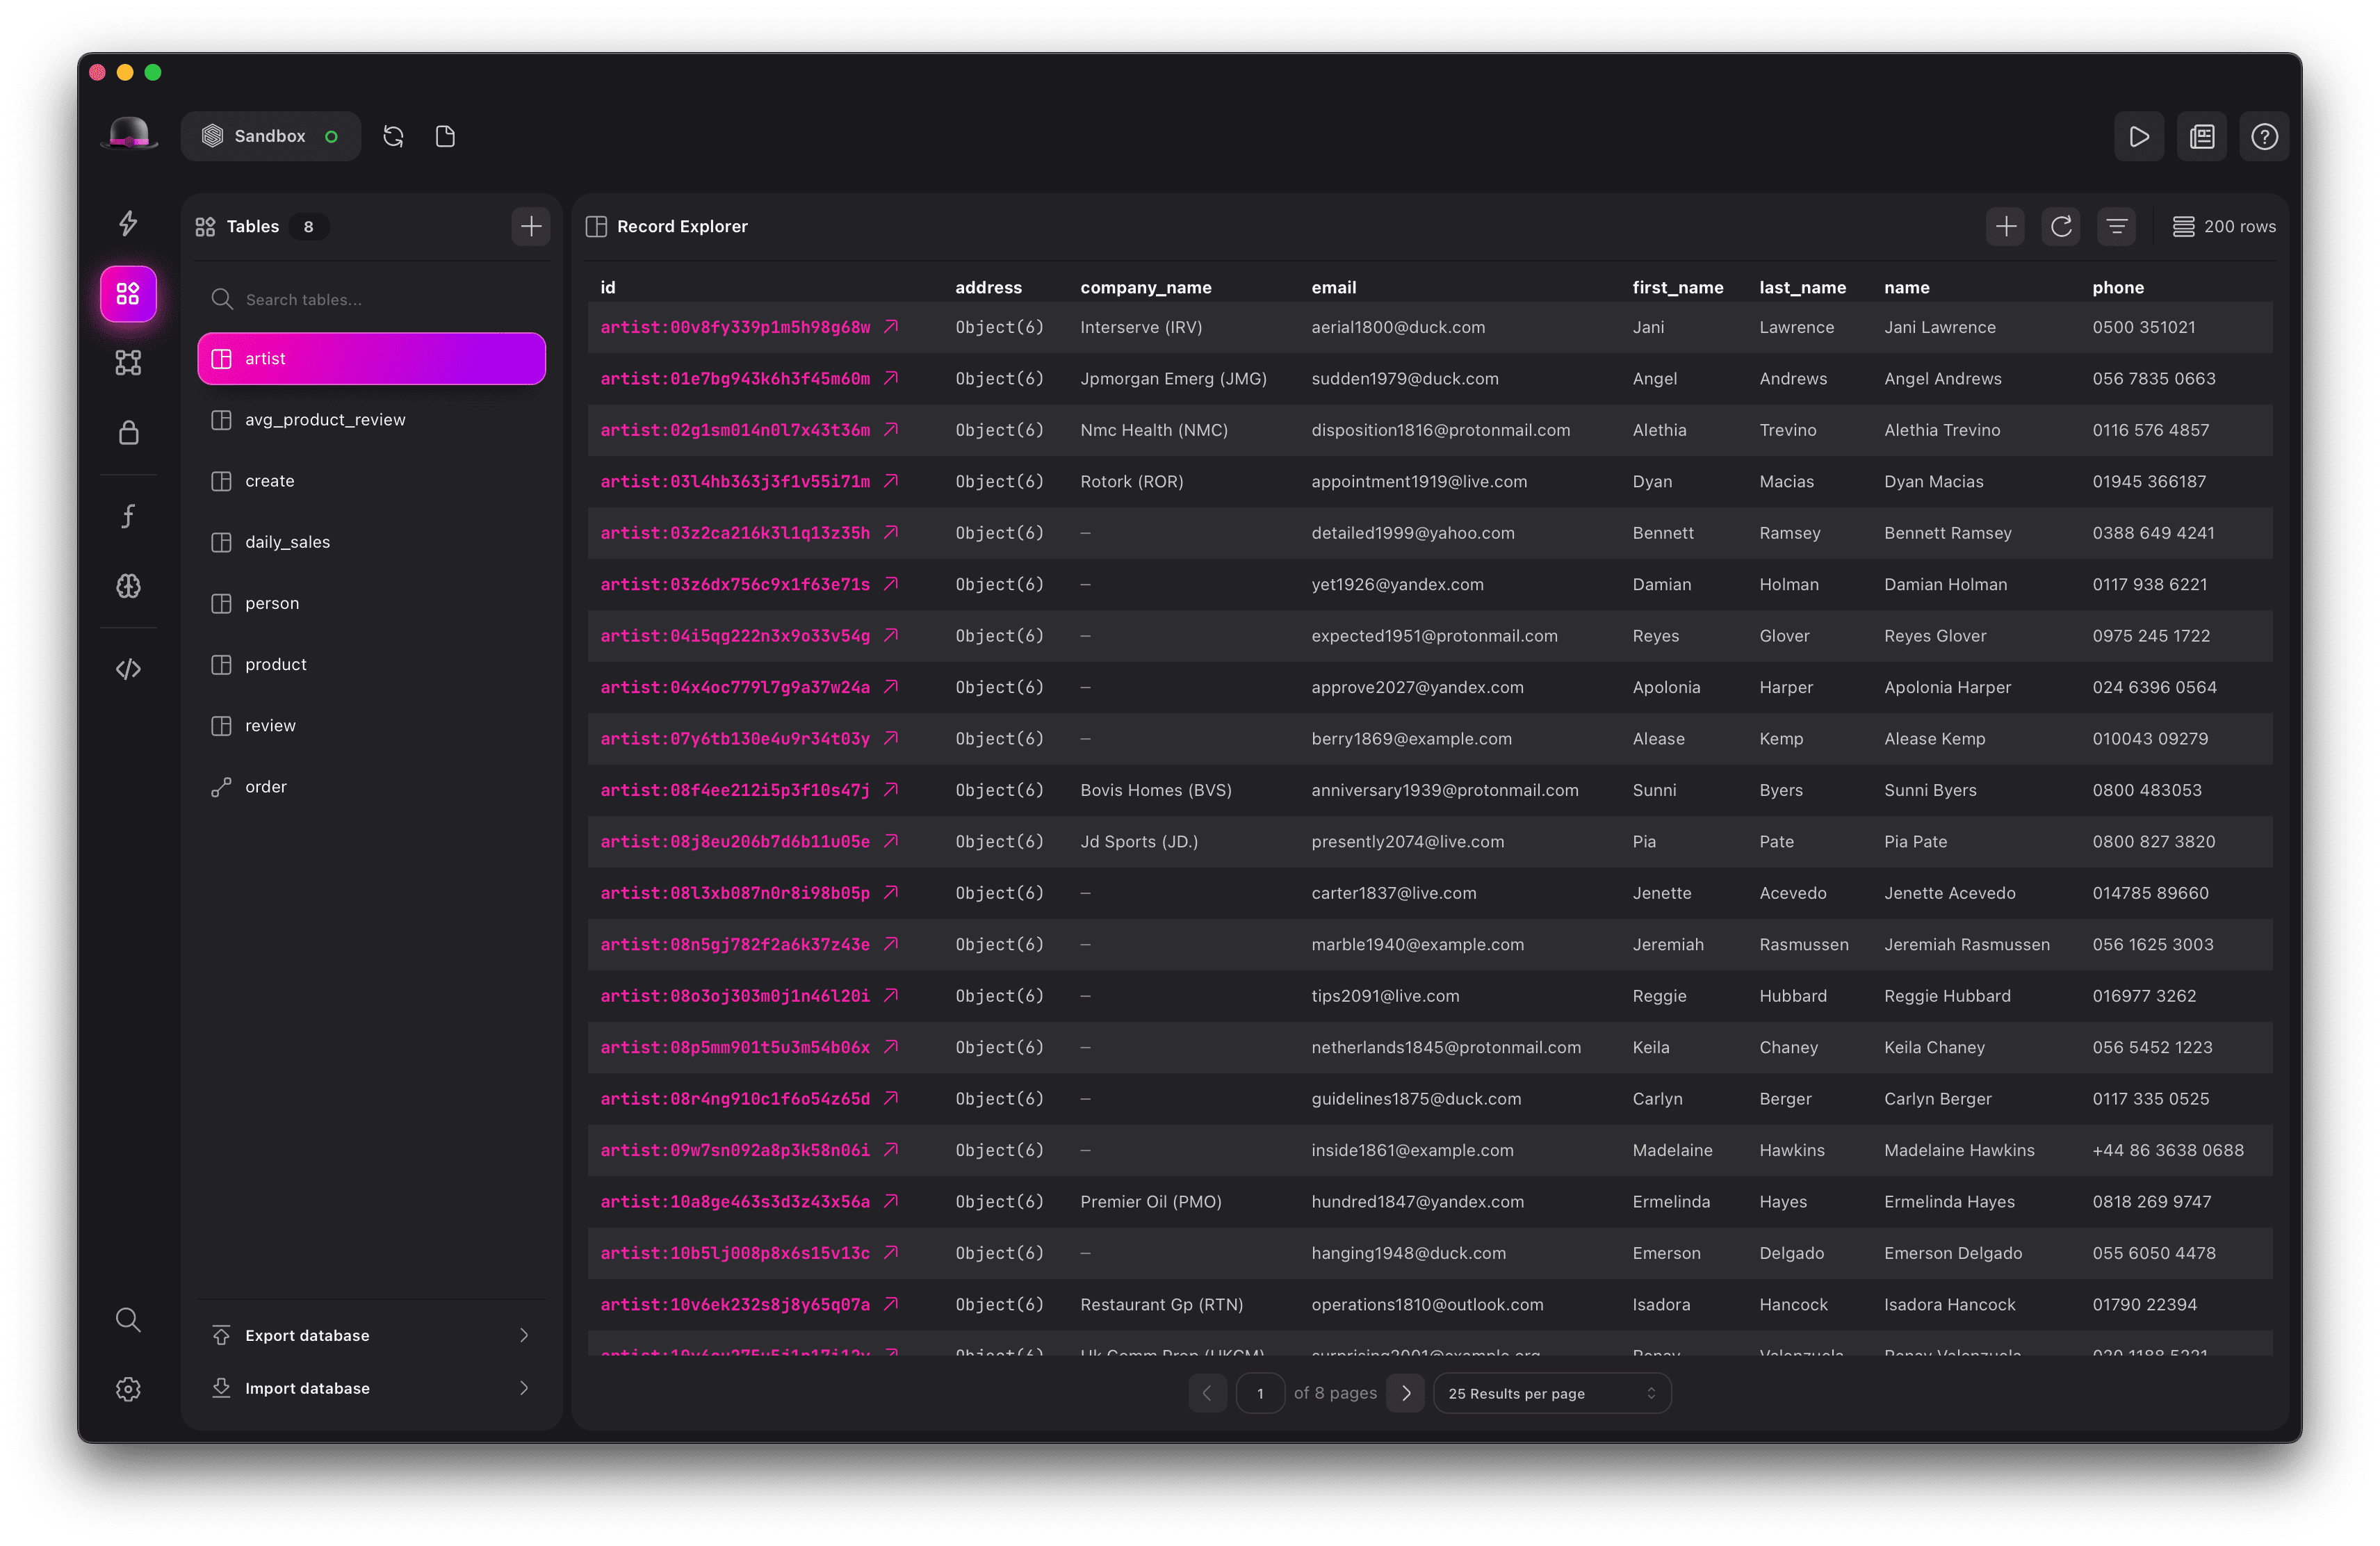 Sandbox
Tables 8
Search tables...
artist
avg_product_review
create
daily_sales
person
product
review
order
Export database
Import database
Record Explorer
200 rows
id address company_name email first_name last_name name phone
artist:00v8fy339p1m5h98g68w Object(6) Interserve (IRV) aerial1800@duck.com Jani Lawrence Jani Lawrence 0500 351021
artist:01e7bg943k6h3f45m60m Object(6) Jpmorgan Emerg (JMG) sudden1979@duck.com Angel Andrews Angel Andrews 056 7835 0663
artist:02g1sm014n0l7x43t36m Object(6) Nmc Health (NMC) disposition1816@protonmail.com Alethia Trevino Alethia Trevino 0116 576 4857
artist:03l4hb363j3f1v55i71m Object(6) Rotork (ROR) appointment1919@live.com Dyan Macias Dyan Macias 01945 366187
artist:03z2ca216k3l1q13z35h Object(6) — detailed1999@yahoo.com Bennett Ramsey Bennett Ramsey 0388 649 4241
artist:03z6dx756c9x1f63e71s Object(6) — yet1926@yandex.com Damian Holman Damian Holman 0117 938 6221
artist:04i5qg222n3x9o33v54g Object(6) — expected1951@protonmail.com Reyes Glover Reyes Glover 0975 245 1722
artist:04x4oc779l7g9a37w24a Object(6) — approve2027@yandex.com Apolonia Harper Apolonia Harper 024 6396 0564
artist:07y6tb130e4u9r34t03y Object(6) — berry1869@example.com Alease Kemp Alease Kemp 010043 09279
artist:08f4ee212i5p3f10s47j Object(6) Bovis Homes (BVS) anniversary1939@protonmail.com Sunni Byers Sunni Byers 0800 483053
artist:08j8eu206b7d6b11u05e Object(6) Jd Sports (JD.) presently2074@live.com Pia Pate Pia Pate 0800 827 3820
artist:08l3xb087n0r8i98b05p Object(6) — carter1837@live.com Jenette Acevedo Jenette Acevedo 014785 89660
artist:08n5gj782f2a6k37z43e Object(6) — marble1940@example.com Jeremiah Rasmussen Jeremiah Rasmussen 056 1625 3003
artist:08o3oj303m0j1n46l20i Object(6) — tips2091@live.com Reggie Hubbard Reggie Hubbard 016977 3262
artist:08p5mm901t5u3m54b06x Object(6) — netherlands1845@protonmail.com Keila Chaney Keila Chaney 056 5452 1223
artist:08r4ng910c1f6o54z65d Object(6) — guidelines1875@duck.com Carlyn Berger Carlyn Berger 0117 335 0525
artist:09w7sn092a8p3k58n06i Object(6) — inside1861@example.com Madelaine Hawkins Madelaine Hawkins +44 86 3638 0688
artist:10a8ge463s3d3z43x56a Object(6) Premier Oil (PMO) hundred1847@yandex.com Ermelinda Hayes Ermelinda Hayes 0818 269 9747
artist:10b5lj008p8x6s15v13c Object(6) — hanging1948@duck.com Emerson Delgado Emerson Delgado 055 6050 4478
artist:10v6ek232s8j8y65q07a Object(6) Restaurant Gp (RTN) operations1810@outlook.com Isadora Hancock Isadora Hancock 01790 22394
1 of 8 pages 25 Results per page